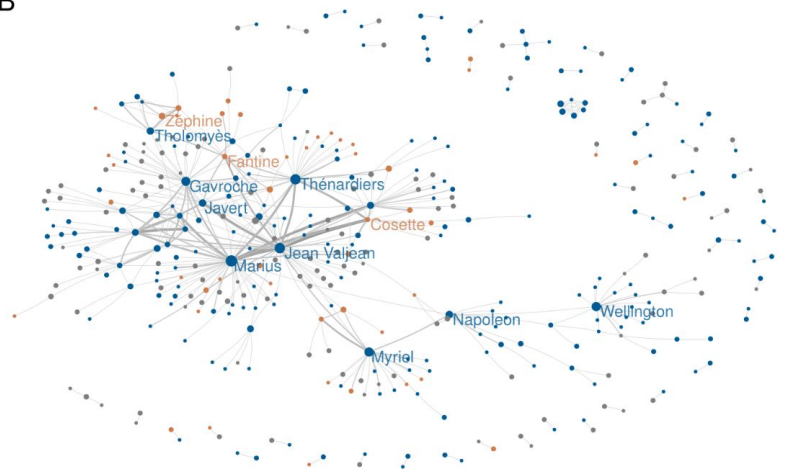 B
Zéphine
Tholomyès
Fantine
Gavroche
Thénardiers
Javert
Cosette
Jean Valjean
Marius
Wellington
Napoleon
Myriel